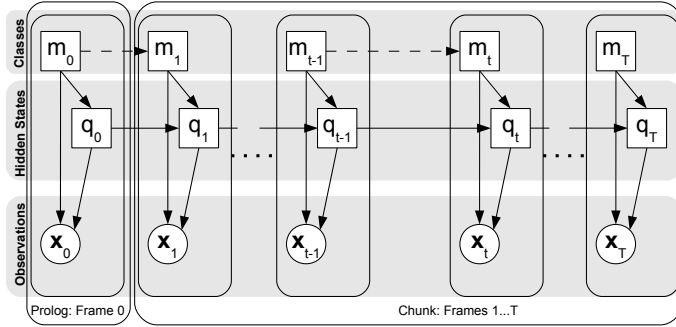 Classes
m0 m1 mt-1 mt mT
Hidden States
q0 q1 qt-1 qt qT
Observations
x0 x1 xt-1 xt xT
Prolog: Frame 0
Chunk: Frames 1...T